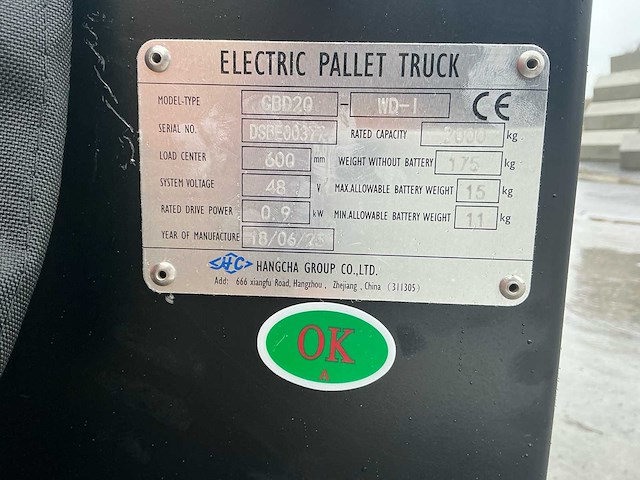 ELECTRIC PALLET TRUCK
MODEL-TYPE CBD20 - WD-I CE
SERIAL NO. RATED CAPACITY kg
LOAD CENTER 600 mm WEIGHT WITHOUT BATTERY 175 kg
SYSTEM VOLTAGE 48 V MAX.ALLOWABLE BATTERY WEIGHT 15 kg
RATED DRIVE POWER 0.9 kW MIN.ALLOWABLE BATTERY WEIGHT 11 kg
YEAR OF MANUFACTURE
HC HANGCHA GROUP CO.,LTD.
Add: 666 xiangfu Road, Hangzhou, Zhejiang, China (311305)
OK